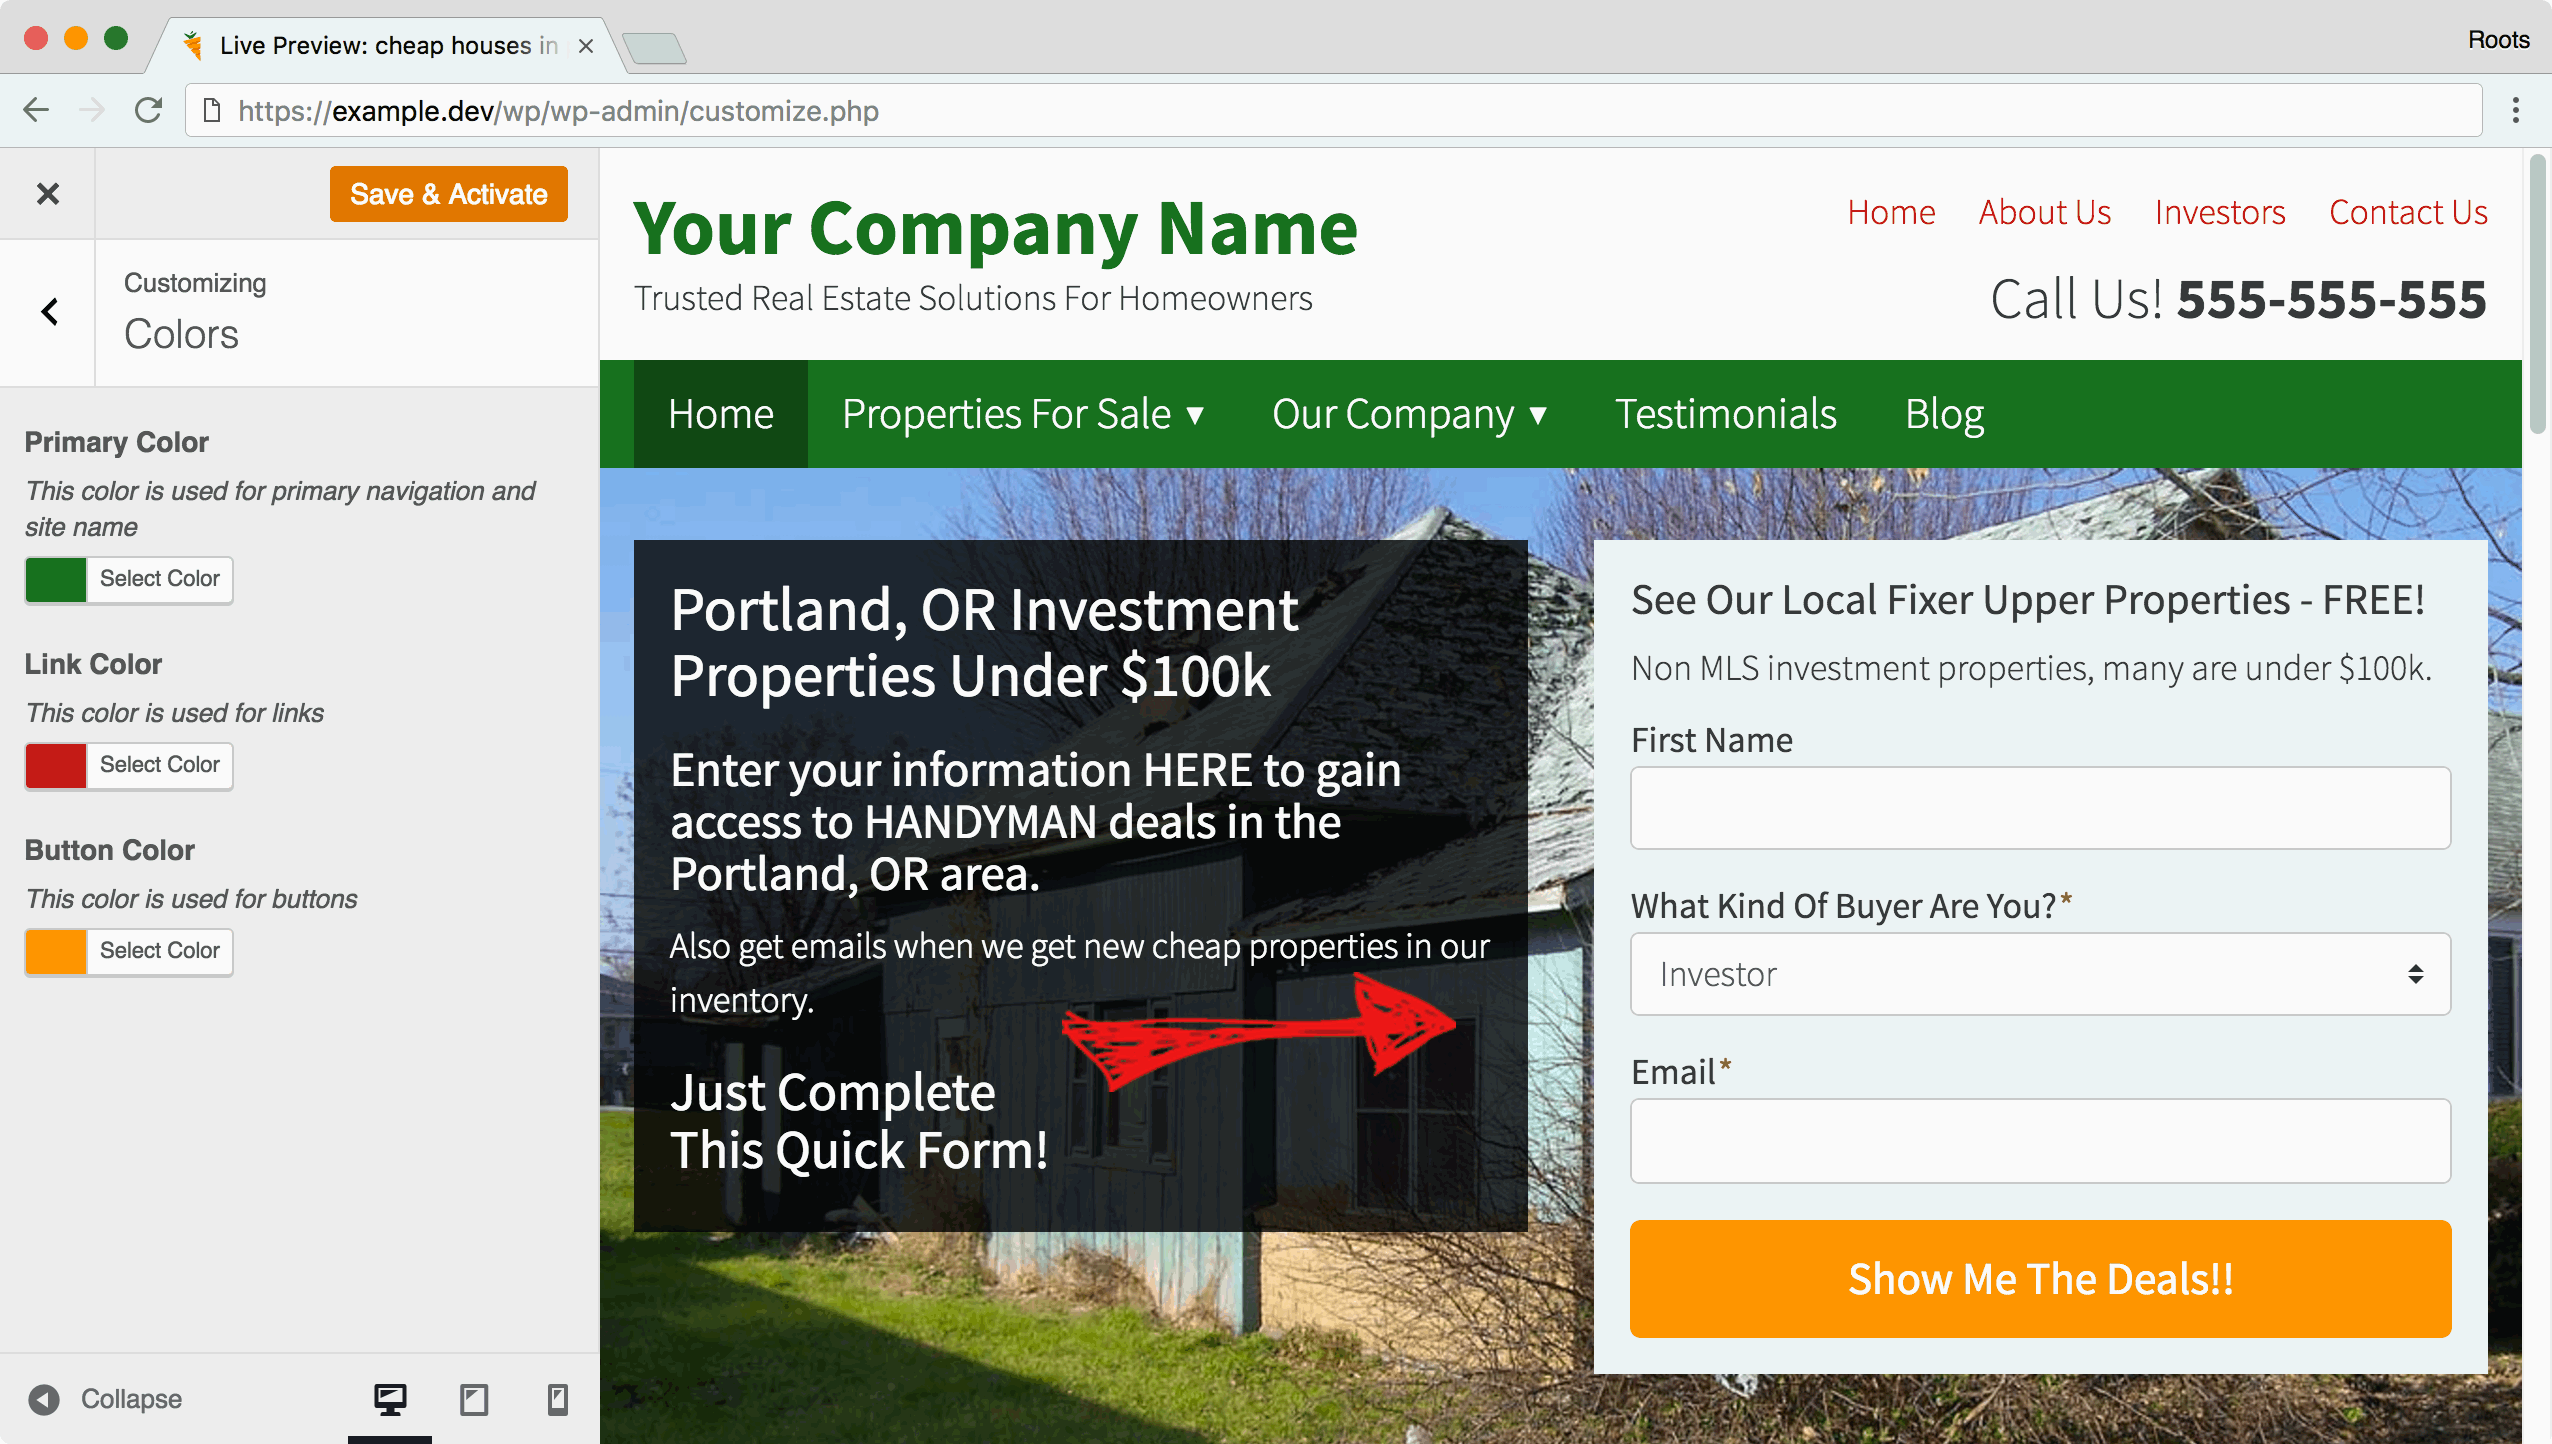 Live Preview: cheap houses in
Roots
https://example.dev/wp/wp-admin/customize.php
Save & Activate
Customizing
Colors
Primary Color
This color is used for primary navigation and
site name
Select Color
Link Color
This color is used for links
Select Color
Button Color
This color is used for buttons
Select Color
Collapse
Your Company Name
Trusted Real Estate Solutions For Homeowners
Home About Us Investors Contact Us
Call Us! 555-555-555
Home Properties For Sale ▾ Our Company ▾ Testimonials Blog
Portland, OR Investment
Properties Under $100k
Enter your information HERE to gain
access to HANDYMAN deals in the
Portland, OR area.
Also get emails when we get new cheap properties in our
inventory.
Just Complete
This Quick Form!
See Our Local Fixer Upper Properties - FREE!
Non MLS investment properties, many are under $100k.
First Name
What Kind Of Buyer Are You?*
Investor
Email*
Show Me The Deals!!